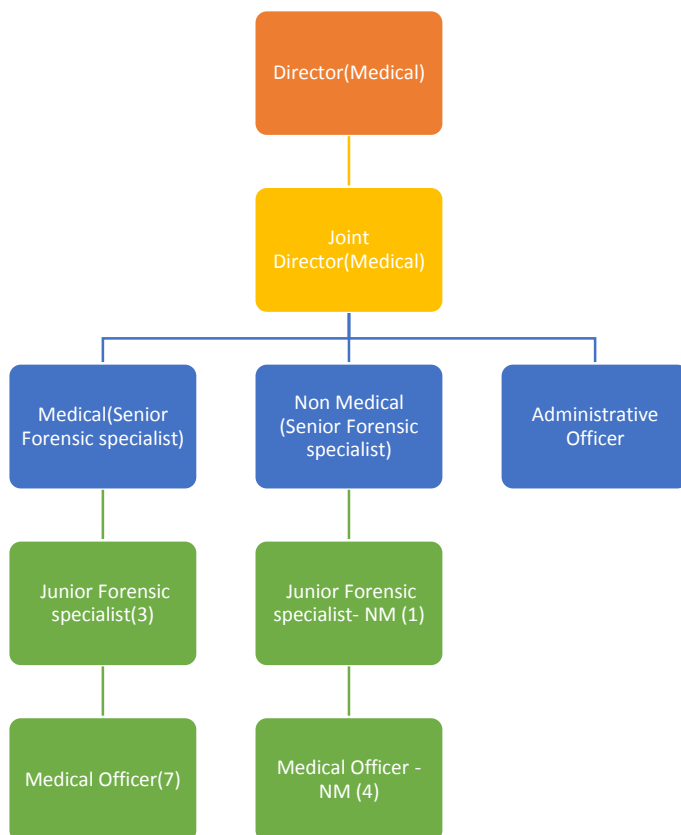 Director(Medical)
Joint
Director(Medical)
Medical(Senior
Forensic specialist)
Non Medical
(Senior Forensic
specialist)
Administrative
Officer
Junior Forensic
specialist(3)
Junior Forensic
specialist- NM (1)
Medical Officer(7)
Medical Officer -
NM (4)